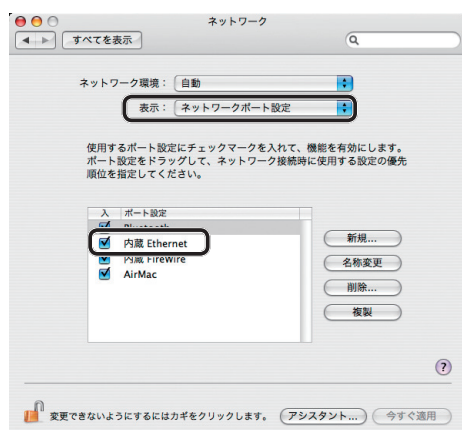 ネットワーク
すべてを表示
ネットワーク環境： 自動
表示： ネットワークポート設定
使用するポート設定にチェックマークを入れて、機能を有効にします。
ポート設定をドラッグして、ネットワーク接続時に使用する設定の優先
順位を指定してください。
入 ポート設定
Bluetooth
内蔵 Ethernet
内蔵 FireWire
AirMac
新規...
名称変更
削除...
複製
?
変更できないようにするにはカギをクリックします。
アシスタント...
今すぐ適用